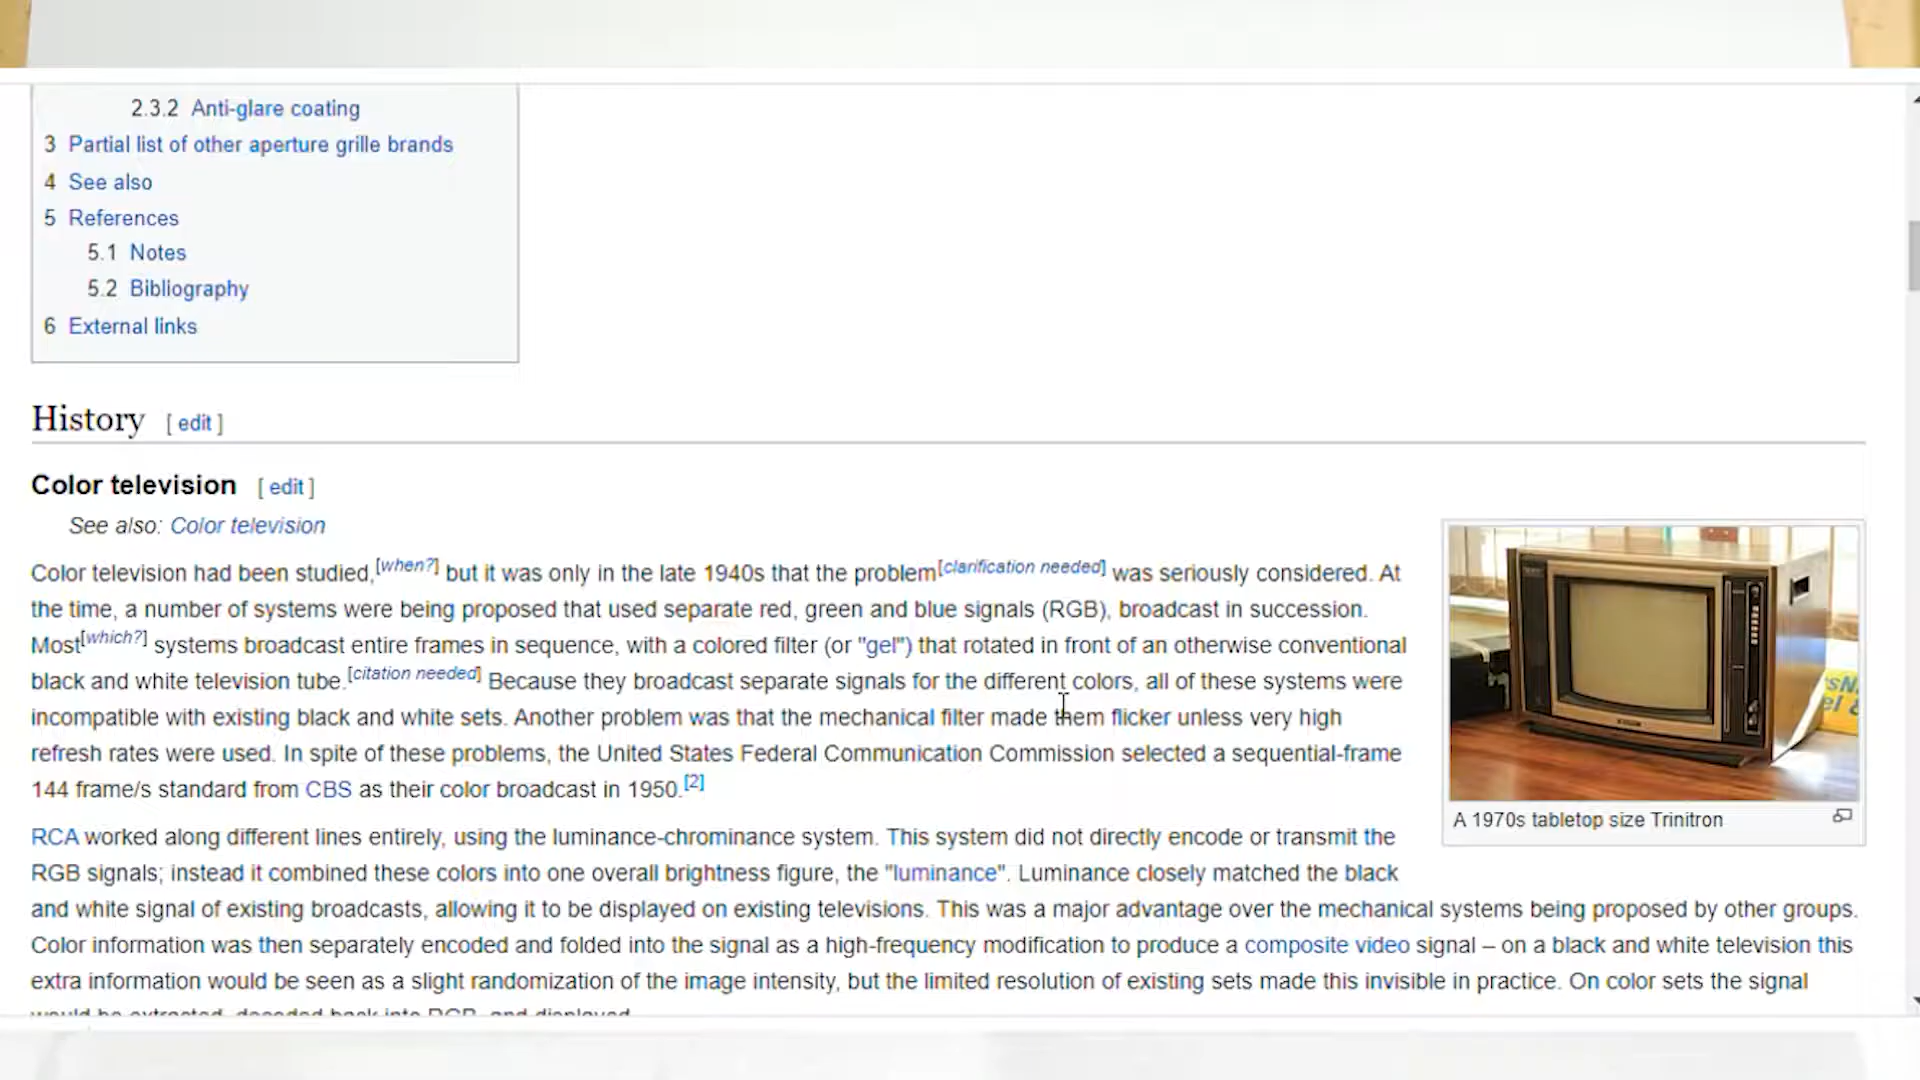 2.3.2 Anti-glare coating
3 Partial list of other aperture grille brands
4 See also
5 References
5.1 Notes
5.2 Bibliography
6 External links
History [ edit ]
Color television [ edit ]
See also: Color television
Color television had been studied,[when?] but it was only in the late 1940s that the problem[clarification needed] was seriously considered. At
the time, a number of systems were being proposed that used separate red, green and blue signals (RGB), broadcast in succession.
Most[which?] systems broadcast entire frames in sequence, with a colored filter (or "gel") that rotated in front of an otherwise conventional
black and white television tube.[citation needed] Because they broadcast separate signals for the different colors, all of these systems were
incompatible with existing black and white sets. Another problem was that the mechanical filter made them flicker unless very high
refresh rates were used. In spite of these problems, the United States Federal Communication Commission selected a sequential-frame
144 frame/s standard from CBS as their color broadcast in 1950.[2]
A 1970s tabletop size Trinitron
RCA worked along different lines entirely, using the luminance-chrominance system. This system did not directly encode or transmit the
RGB signals; instead it combined these colors into one overall brightness figure, the "luminance". Luminance closely matched the black
and white signal of existing broadcasts, allowing it to be displayed on existing televisions. This was a major advantage over the mechanical systems being proposed by other groups.
Color information was then separately encoded and folded into the signal as a high-frequency modification to produce a composite video signal – on a black and white television this
extra information would be seen as a slight randomization of the image intensity, but the limited resolution of existing sets made this invisible in practice. On color sets the signal
would be extracted, decoded back into RGB, and displayed.